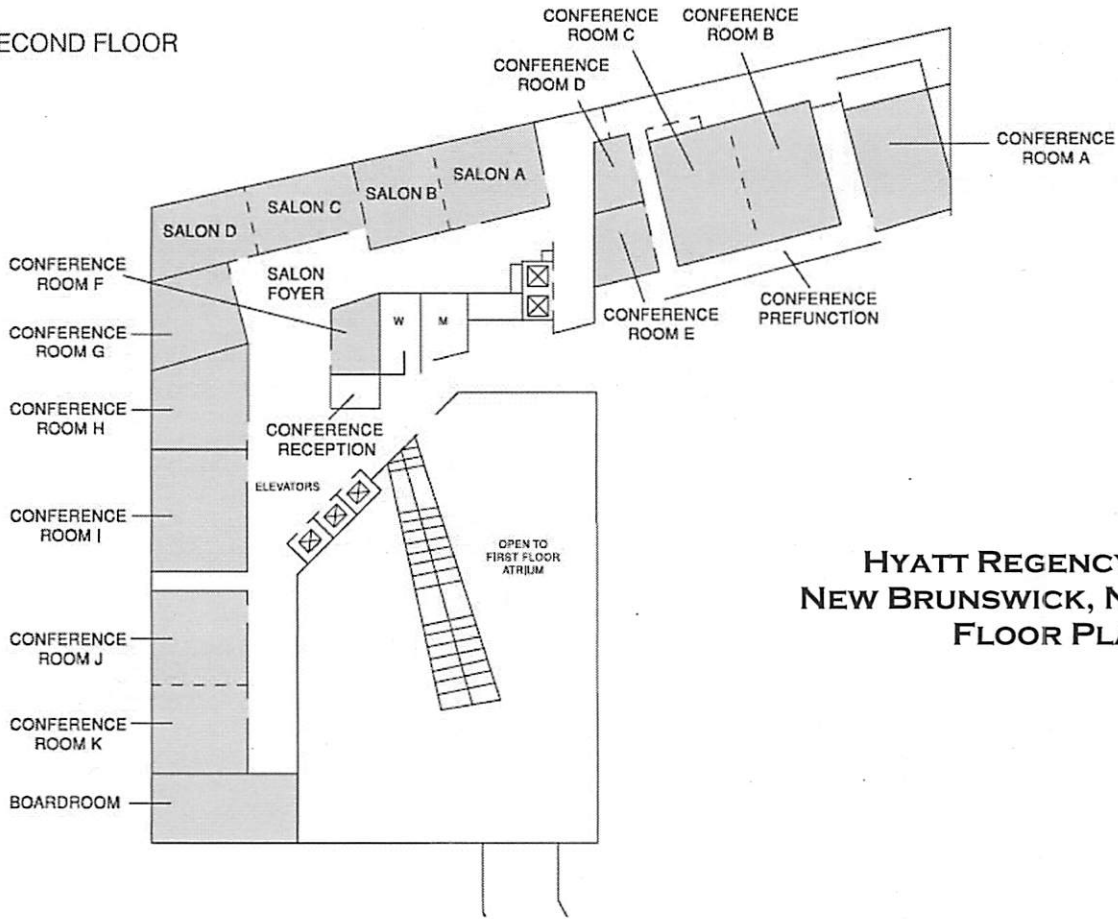 ECOND FLOOR
CONFERENCE
ROOM C
CONFERENCE
ROOM B
CONFERENCE
ROOM D
CONFERENCE
ROOM A
SALON A
SALON B
SALON C
SALON D
CONFERENCE
ROOM F
SALON
FOYER
CONFERENCE
PREFUNCTION
CONFERENCE
ROOM E
W
M
CONFERENCE
ROOM G
CONFERENCE
ROOM H
CONFERENCE
RECEPTION
ELEVATORS
CONFERENCE
ROOM I
OPEN TO
FIRST FLOOR
ATRIUM
HYATT REGENCY
NEW BRUNSWICK, N
FLOOR PLA
CONFERENCE
ROOM J
CONFERENCE
ROOM K
BOARDROOM